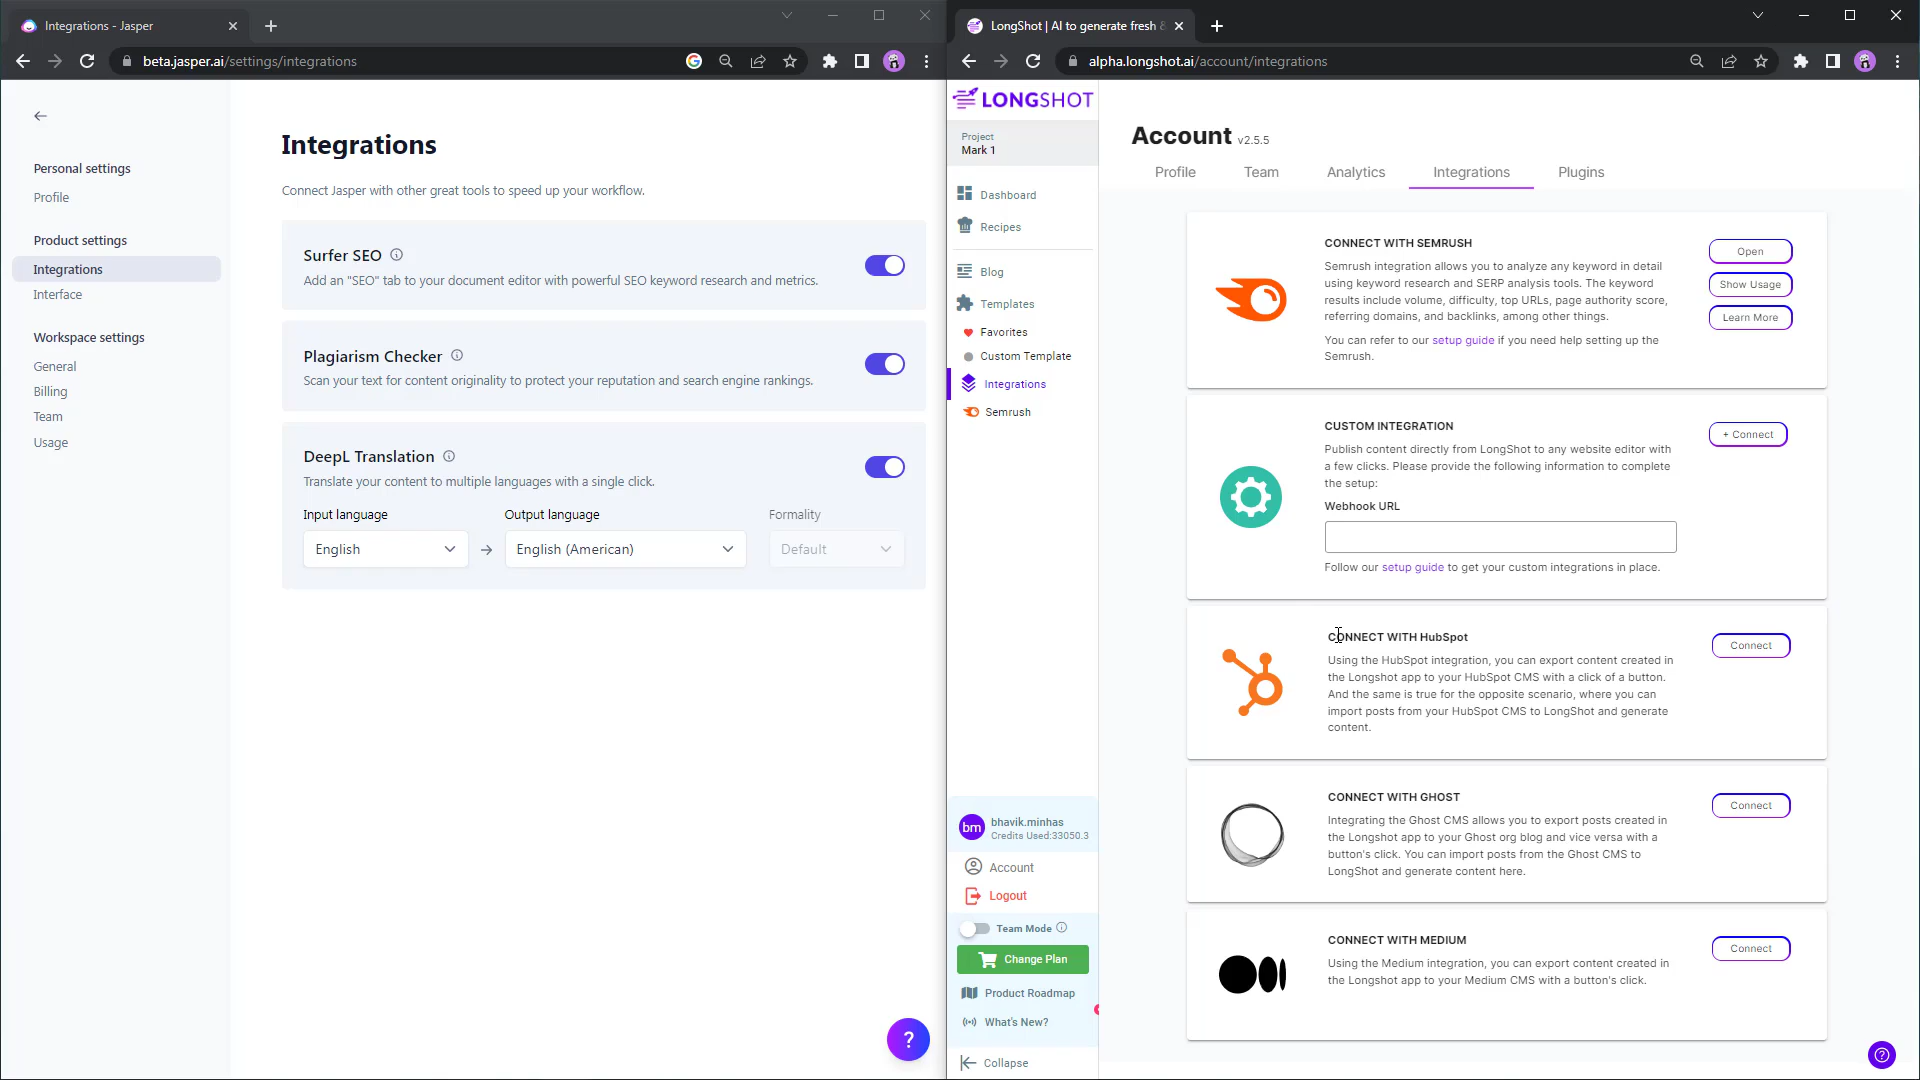 Integrations - Jasper
beta.jasper.ai/settings/integrations
Personal settings
Profile
Product settings
Integrations
Interface
Workspace settings
General
Billing
Team
Usage
Integrations
Connect Jasper with other great tools to speed up your workflow.
Surfer SEO
Add an "SEO" tab to your document editor with powerful SEO keyword research and metrics.
Plagiarism Checker
Scan your text for content originality to protect your reputation and search engine rankings.
DeepL Translation
Translate your content to multiple languages with a single click.
Input language
Output language
Formality
English
English (American)
Default
?
LongShot | AI to generate fresh &
alpha.longshot.ai/account/integrations
LONGSHOT
Project
Mark 1
Dashboard
Recipes
Blog
Templates
Favorites
Custom Template
Integrations
Semrush
bm
bhavik.minhas
Credits Used:33050.3
Account
Logout
Team Mode
Change Plan
Product Roadmap
What's New?
Collapse
Account v2.5.5
Profile
Team
Analytics
Integrations
Plugins
CONNECT WITH SEMRUSH
Semrush integration allows you to analyze any keyword in detail
using keyword research and SERP analysis tools. The keyword
results include volume, difficulty, top URLs, page authority score,
referring domains, and backlinks, among other things.
You can refer to our setup guide if you need help setting up the
Semrush.
Open
Show Usage
Learn More
CUSTOM INTEGRATION
Publish content directly from LongShot to any website editor with
a few clicks. Please provide the following information to complete
the setup:
Webhook URL
Follow our setup guide to get your custom integrations in place.
+ Connect
CONNECT WITH HubSpot
Using the HubSpot integration, you can export content created in
the Longshot app to your HubSpot CMS with a click of a button.
And the same is true for the opposite scenario, where you can
import posts from your HubSpot CMS to LongShot and generate
content.
Connect
CONNECT WITH GHOST
Integrating the Ghost CMS allows you to export posts created in
the Longshot app to your Ghost org blog and vice versa with a
button's click. You can import posts from the Ghost CMS to
LongShot and generate content here.
Connect
CONNECT WITH MEDIUM
Using the Medium integration, you can export content created in
the Longshot app to your Medium CMS with a button's click.
Connect